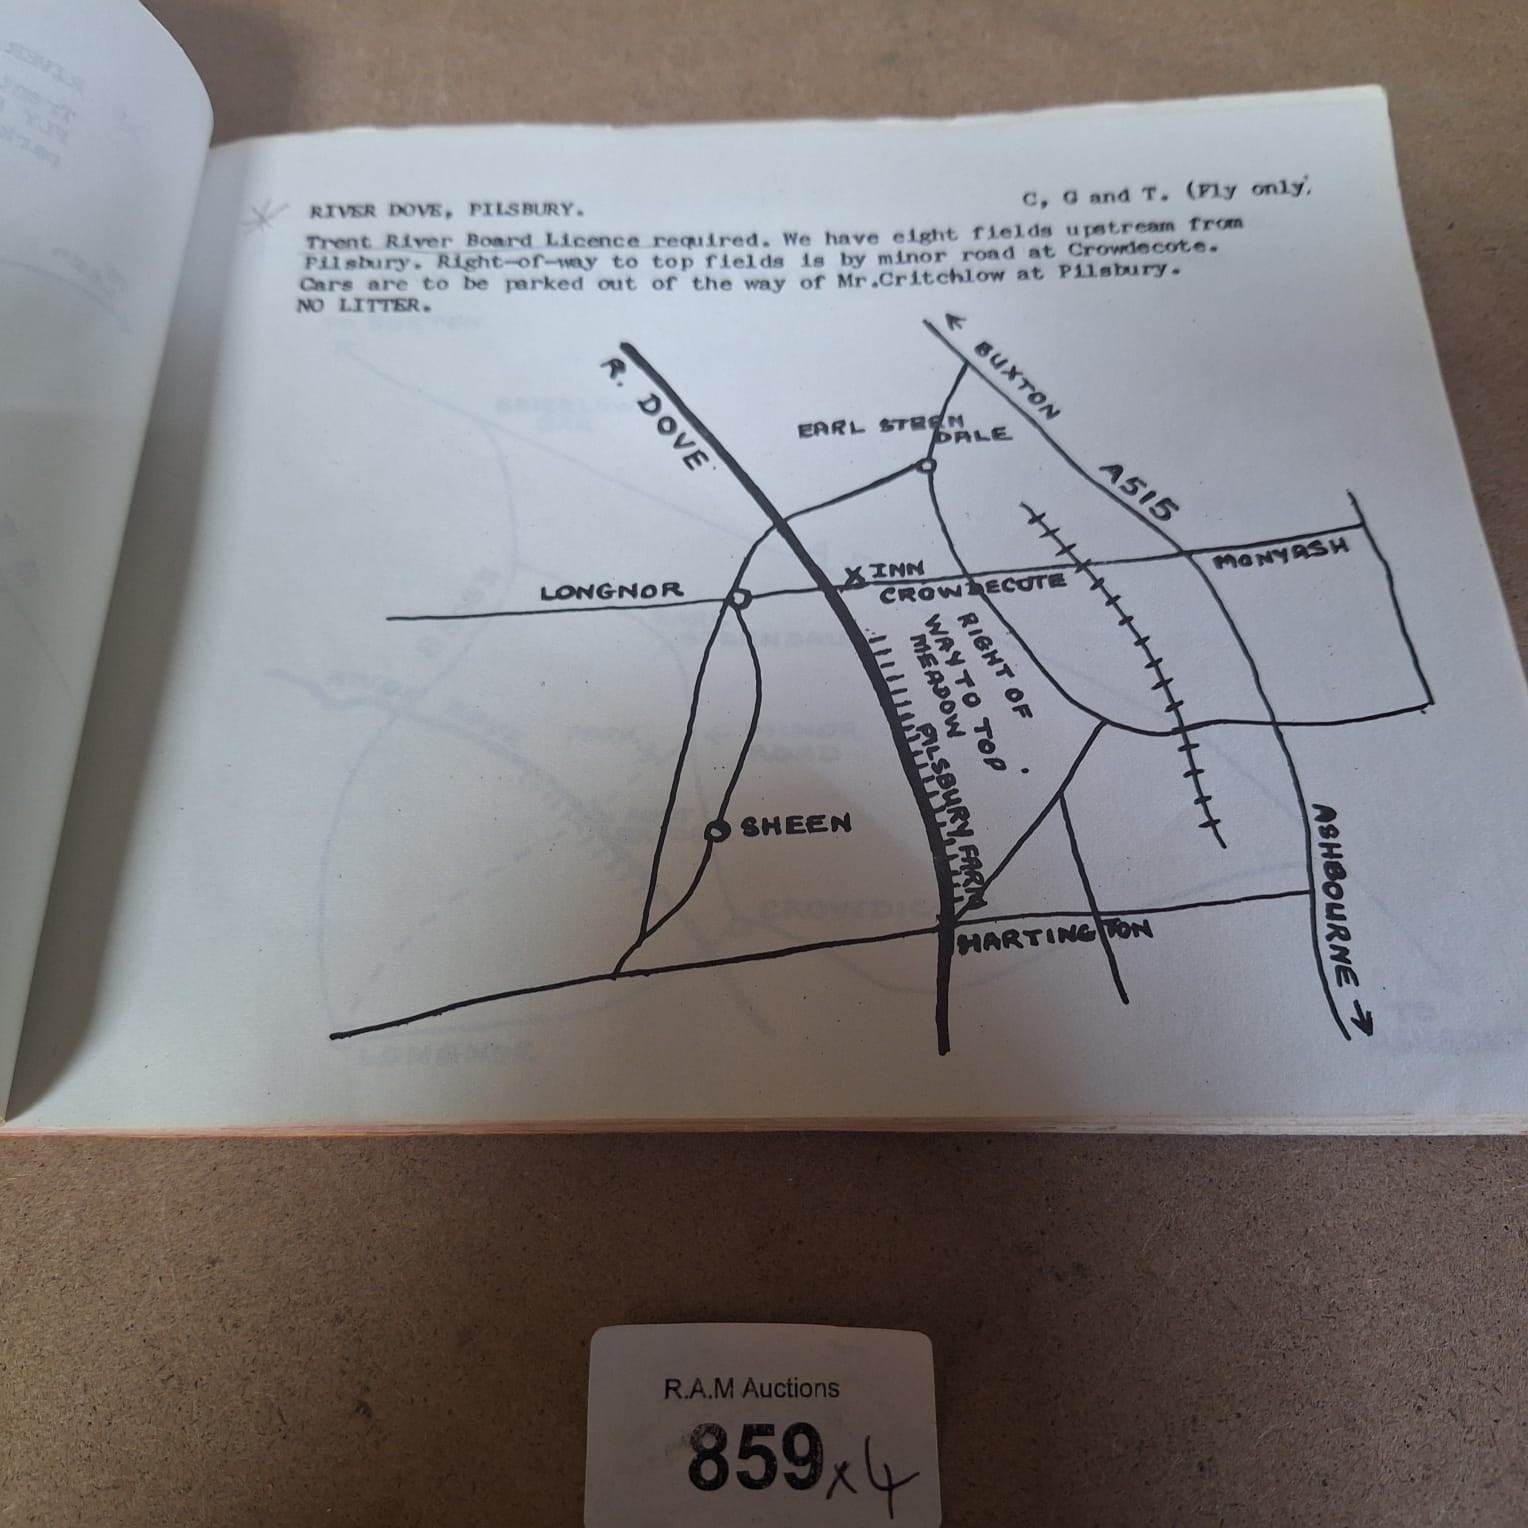 RIVER DOVE, PILSBURY.
C, G and T. (Fly only.
Trent River Board Licence required. We have eight fields upstream from
Pilsbury. Right-of-way to top fields is by minor road at Crowdecote.
Cars are to be parked out of the way of Mr.Critchlow at Pilsbury.
NO LITTER.
R. DOVE
BUXTON
EARL STERN
DALE
A515
MONYASH
X INN
CROWDECOTE
LONGNOR
RIGHT OF
WAY TO TOP
MEADOW
PILSBURY FARM
SHEEN
ASHBOURNE
HARTINGTON
R.A.M Auctions
859 x 4